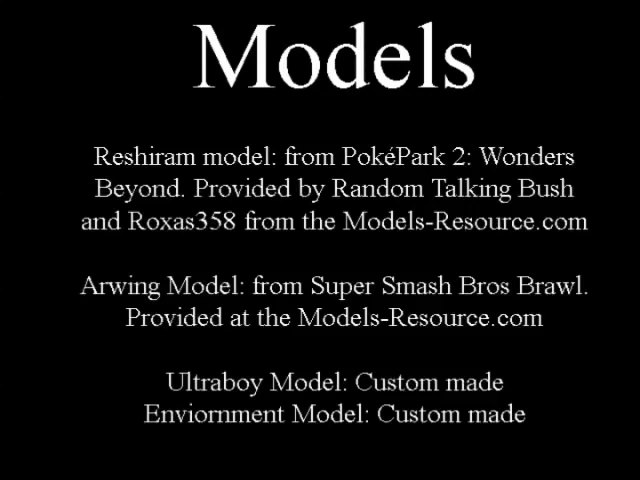 Models
Reshiram model: from PokéPark 2: Wonders
Beyond. Provided by Random Talking Bush
and Roxas358 from the Models-Resource.com
Arwing Model: from Super Smash Bros Brawl.
Provided at the Models-Resource.com
Ultraboy Model: Custom made
Enviornment Model: Custom made